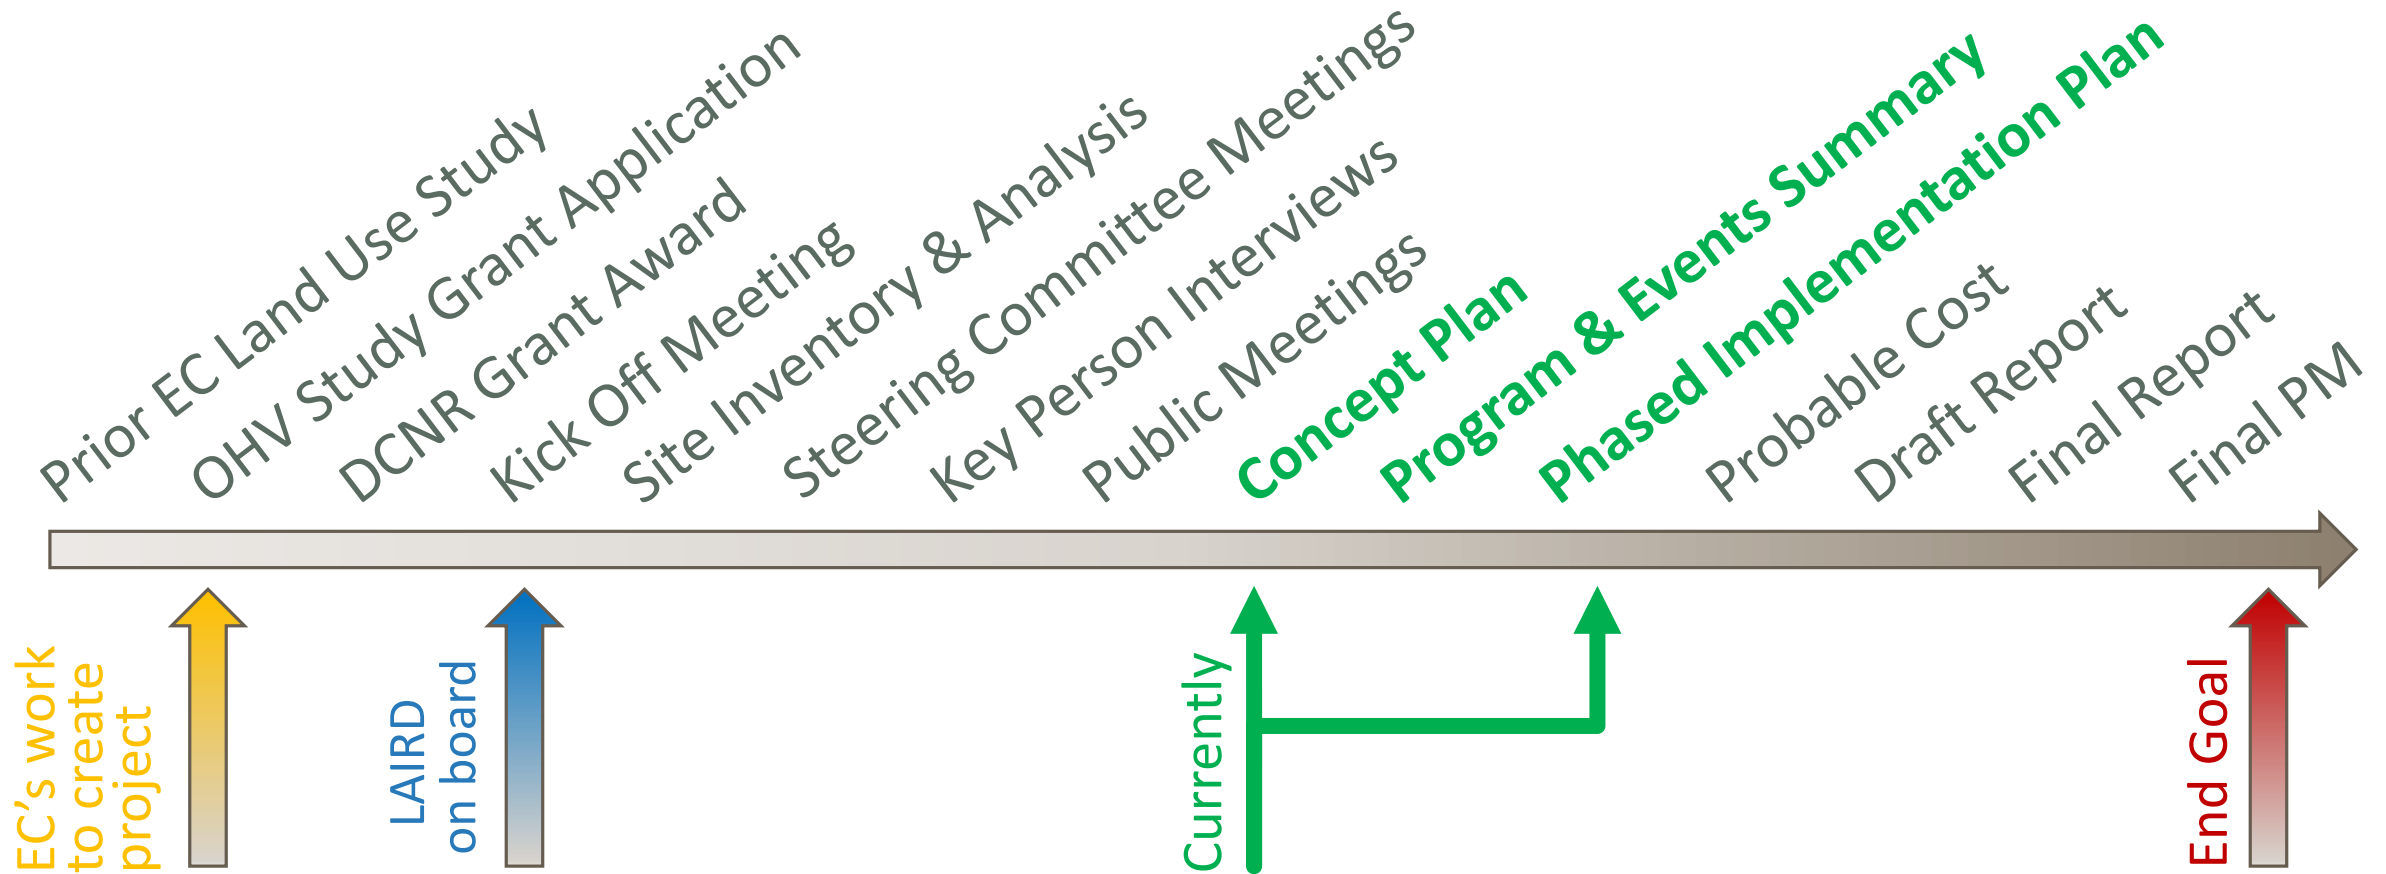 Prior EC Land Use Study
OHV Study Grant Application
DCNR Grant Award
Kick Off Meeting
Site Inventory & Analysis
Steering Committee Meetings
Key Person Interviews
Public Meetings
Concept Plan
Program & Events Summary
Phased Implementation Plan
Probable Cost
Draft Report
Final Report
Final PM
EC’s work
to create
project
LAIRD
on board
Currently
End Goal